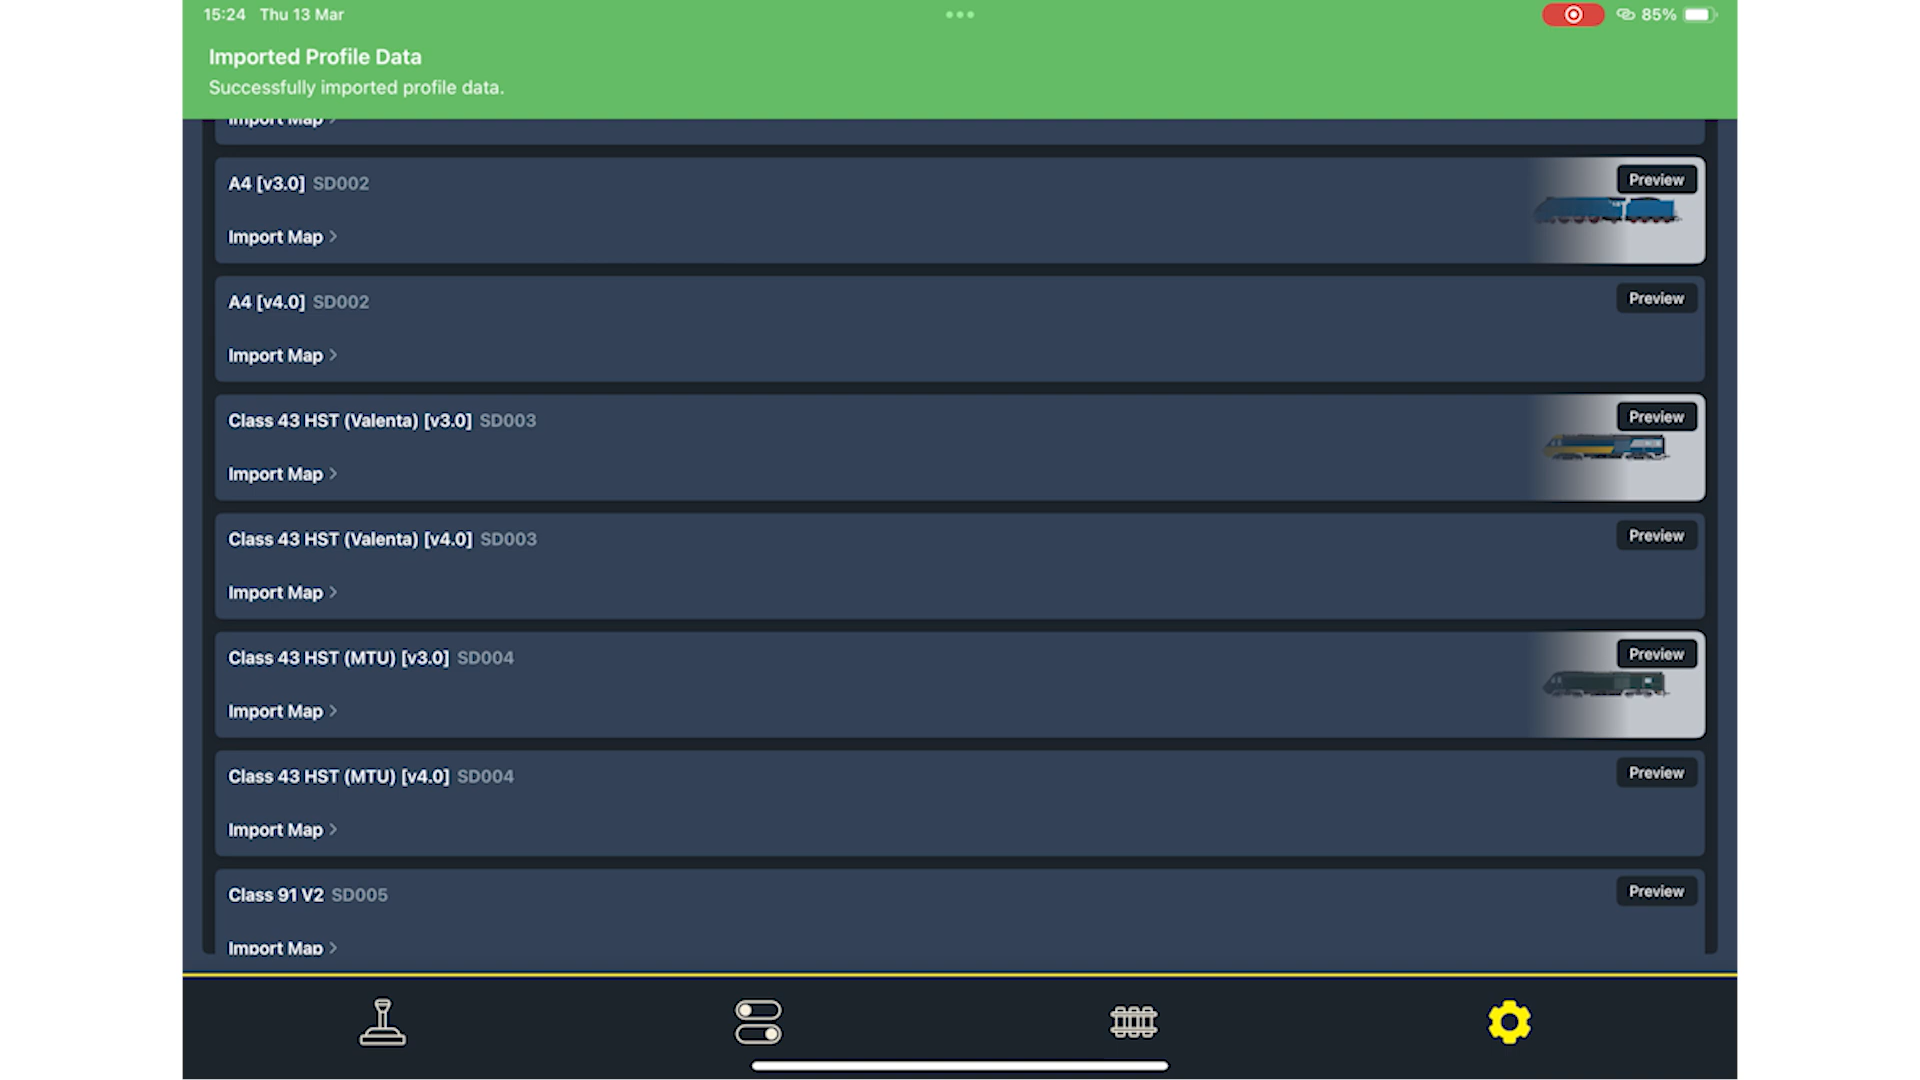 15:24 Thu 13 Mar
85%
Imported Profile Data
Successfully imported profile data.
Import Map
A4 [v3.0] SD002
Preview
Import Map
A4 [v4.0] SD002
Preview
Import Map
Class 43 HST (Valenta) [v3.0] SD003
Preview
Import Map
Class 43 HST (Valenta) [v4.0] SD003
Preview
Import Map
Class 43 HST (MTU) [v3.0] SD004
Preview
Import Map
Class 43 HST (MTU) [v4.0] SD004
Preview
Import Map
Class 91 V2 SD005
Preview
Import Map